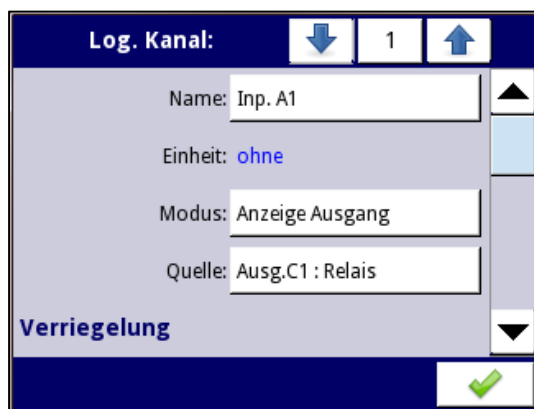 Log. Kanal: 1
Name: Inp. A1
Einheit: ohne
Modus: Anzeige Ausgang
Quelle: Ausg.C1 : Relais
Verriegelung